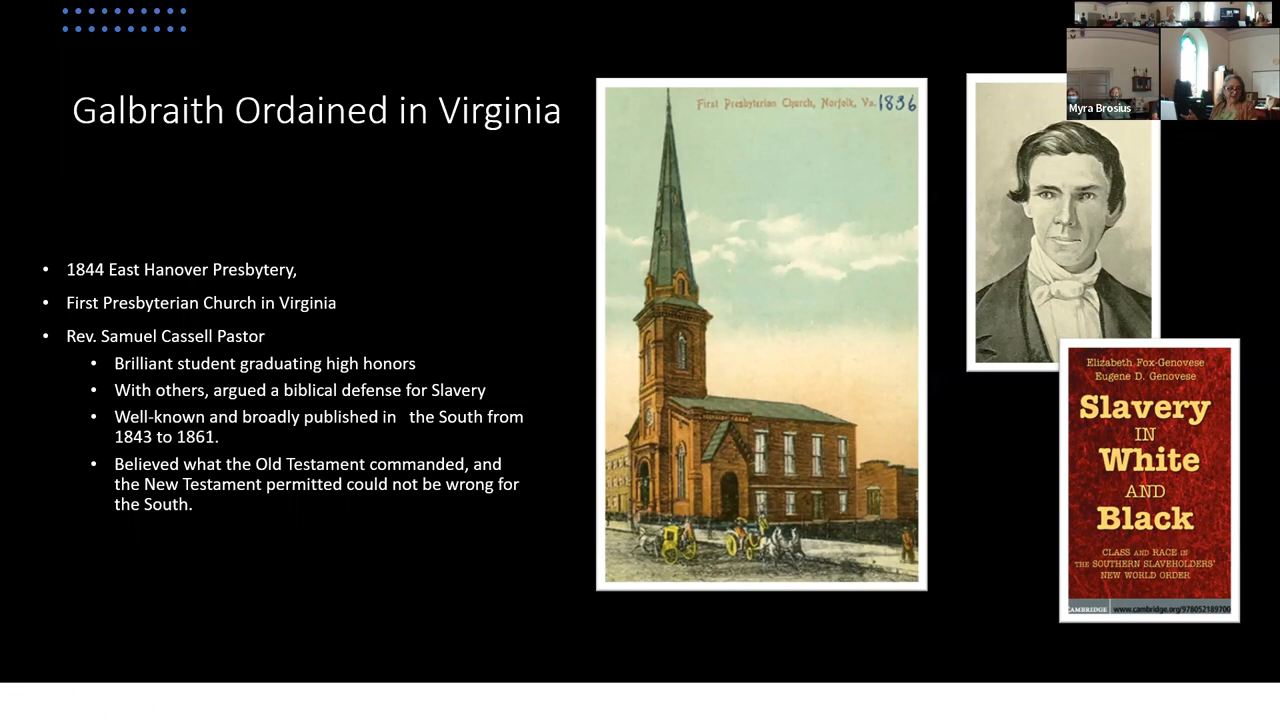 Galbraith Ordained in Virginia
• 1844 East Hanover Presbytery,
• First Presbyterian Church in Virginia
• Rev. Samuel Cassell Pastor
• Brilliant student graduating high honors
• With others, argued a biblical defense for Slavery
• Well-known and broadly published in the South from
1843 to 1861.
• Believed what the Old Testament commanded, and
the New Testament permitted could not be wrong for
the South.
First Presbyterian Church, Norfolk, Va. 1836
Myra Brosius
Elizabeth Fox-Genovese
Eugene D. Genovese
Slavery
IN
White
AND
Black
CLASS AND RACE IN
THE SOUTHERN SLAVEHOLDERS'
NEW WORLD ORDER
CAMBRIDGE www.cambridge.org/978052189700